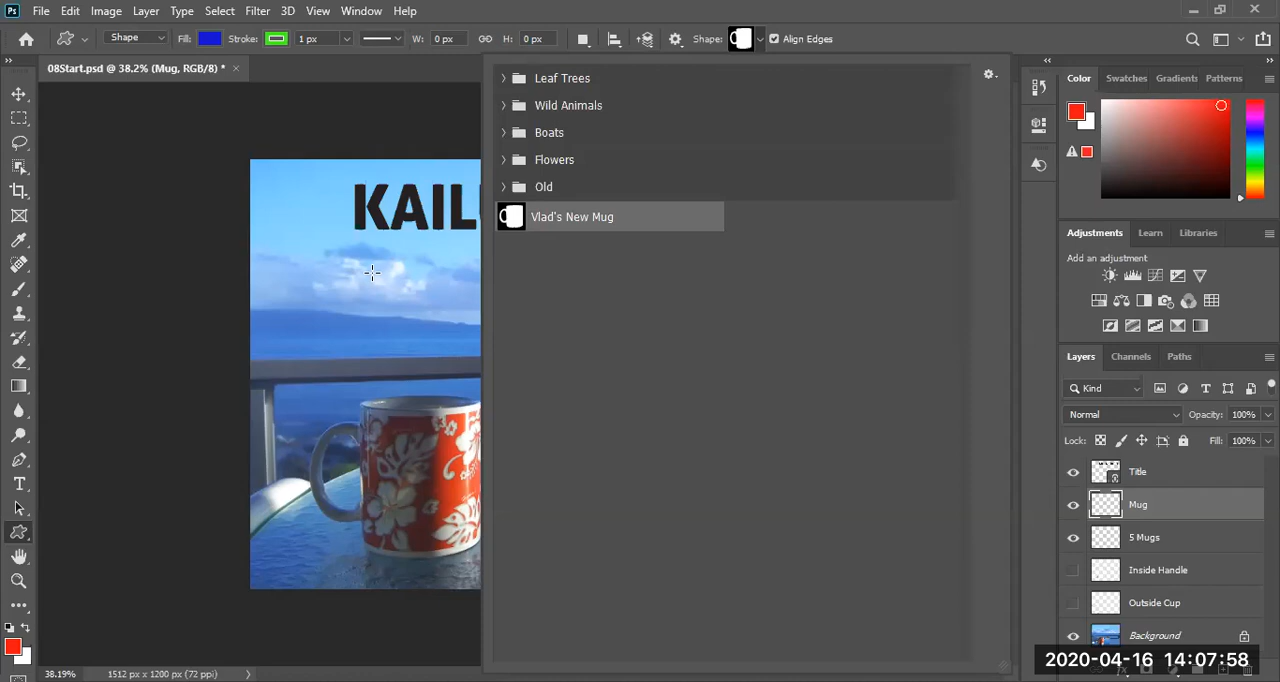 Ps File Edit Image Layer Type Select Filter 3D View Window Help
Shape Fill: Stroke: 1 px W: 0 px H: 0 px Shape: Align Edges
08Start.psd @ 38.2% (Mug, RGB/8) * ×
Leaf Trees
Wild Animals
Boats
Flowers
Old
Vlad's New Mug
Color Swatches Gradients Patterns
Adjustments Learn Libraries
Add an adjustment
Layers Channels Paths
Kind
Normal Opacity: 100%
Lock: Fill: 100%
Title
Mug
5 Mugs
Inside Handle
Outside Cup
Background
2020-04-16 14:07:58
38.19% 1512 px x 1200 px (72 ppi)